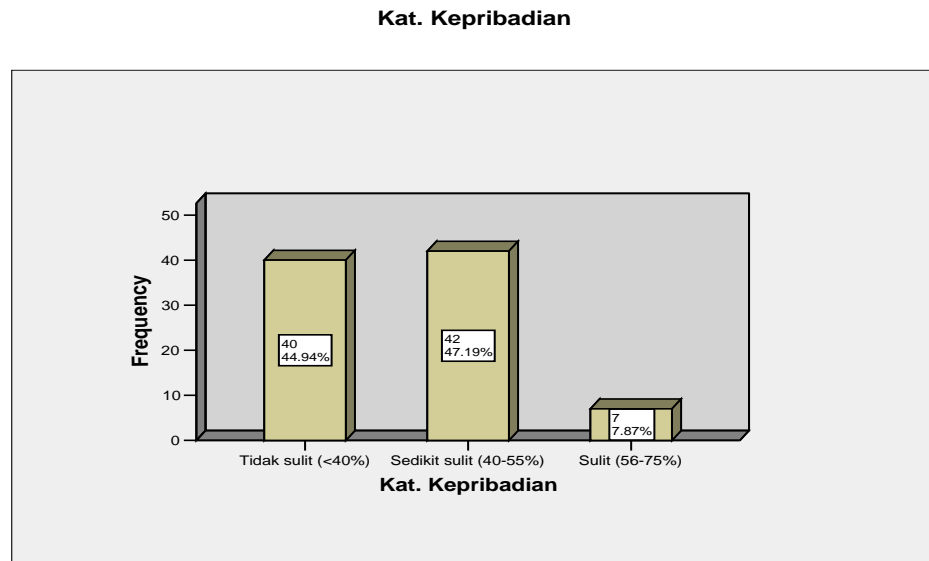 Kat. Kepribadian
50
40
30
20
10
0
Frequency
40
44.94%
42
47.19%
7
7.87%
Tidak sulit (<40%)
Sedikit sulit (40-55%)
Sulit (56-75%)
Kat. Kepribadian